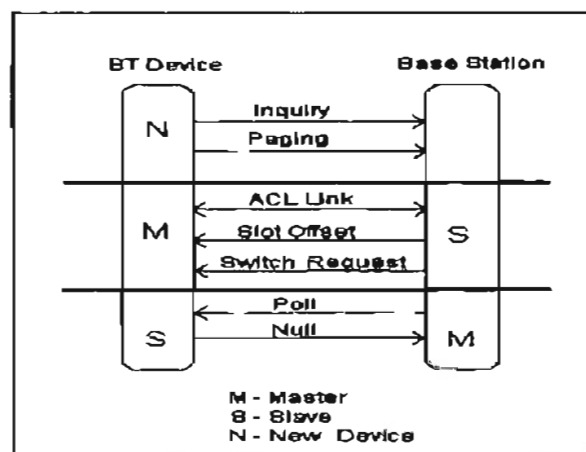 BT Device Base Station
Inquiry
N
Paging
ACL Link
M Slot Offset S
Switch Request
Poll
S Null M
M - Master
S - Slave
N - New Device